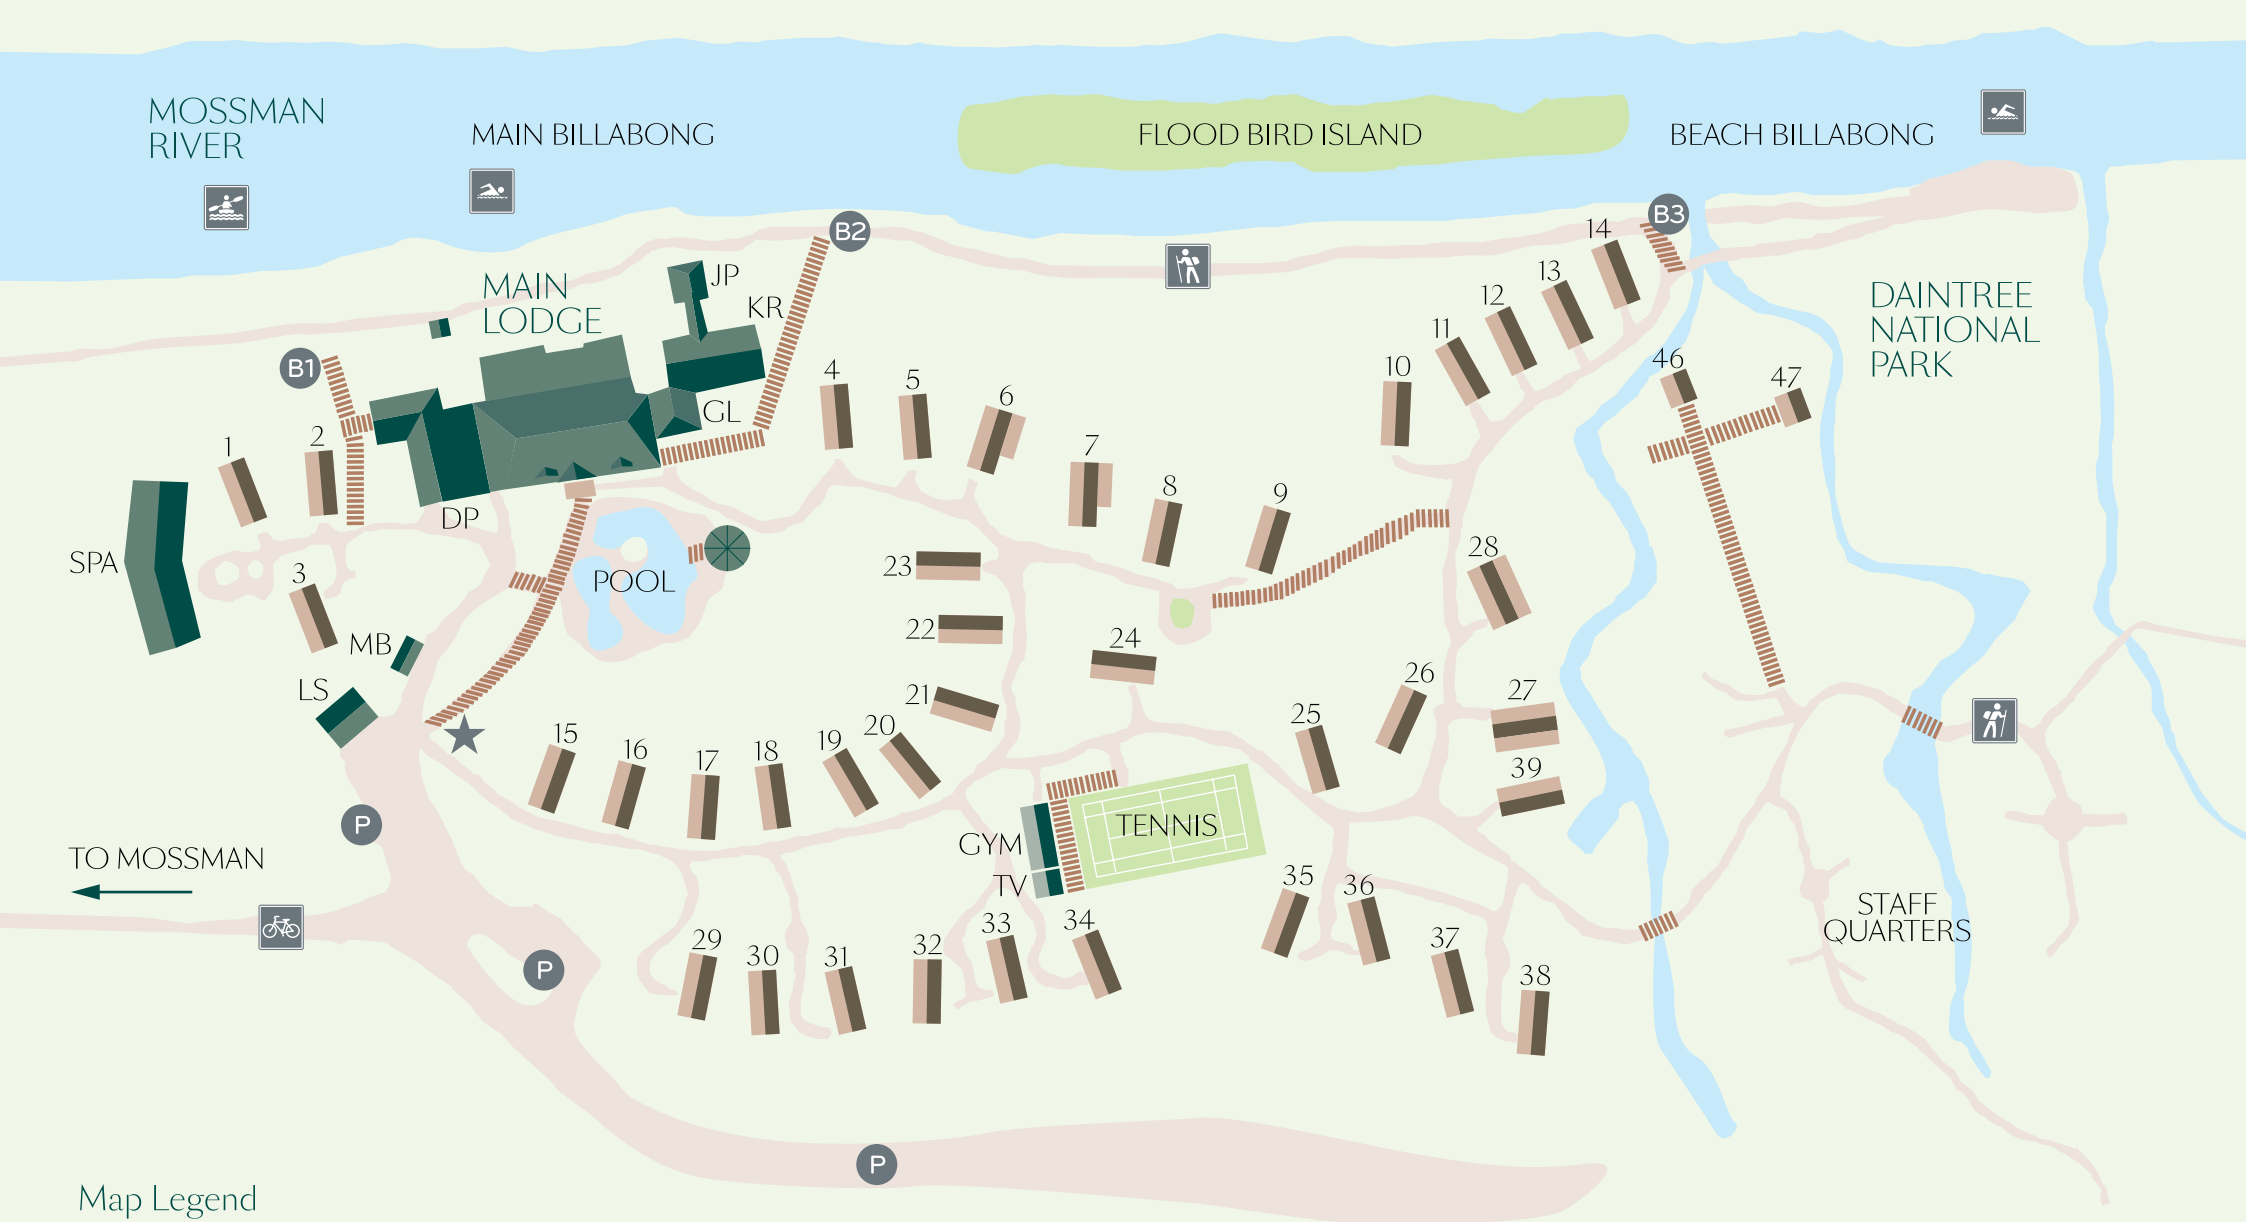 MOSSMAN
RIVER
MAIN BILLABONG
FLOOD BIRD ISLAND
BEACH BILLABONG
B2
B3
14
MAIN
LODGE
JP
KR
13
12
11
DAINTREE
NATIONAL
PARK
B1
4
5
6
10
46
47
GL
1
2
7
8
9
DP
SPA
3
POOL
23
28
22
24
MB
LS
21
26
27
25
15
16
17
18
19
20
39
P
TENNIS
GYM
TV
TO MOSSMAN
35
36
STAFF
QUARTERS
29
30
31
32
33
34
37
38
P
P
Map Legend